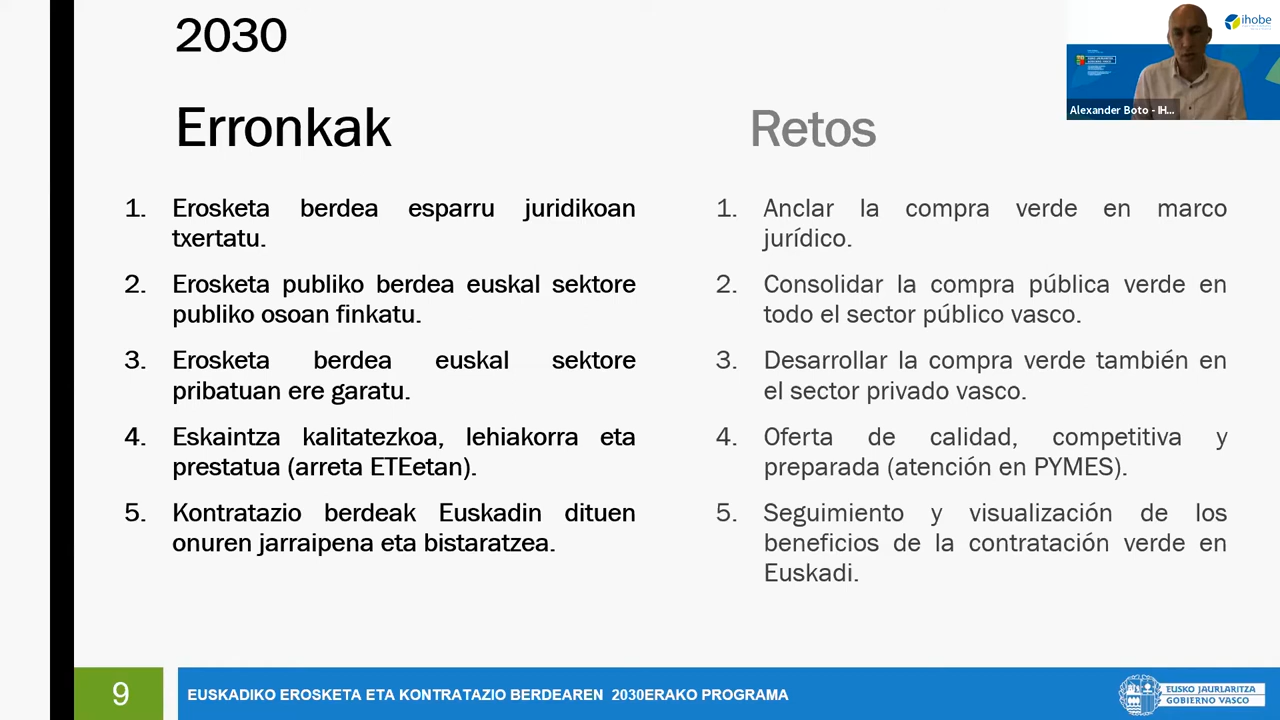 2030
Erronkak
1. Erosketa berdea esparru juridikoan
txertatu.
2. Erosketa publiko berdea euskal sektore
publiko osoan finkatu.
3. Erosketa berdea euskal sektore
pribatuan ere garatu.
4. Eskaintza kalitatezkoa, lehiakorra eta
prestatua (arreta ETEetan).
5. Kontratazio berdeak Euskadin dituen
onuren jarraipena eta bistaratzea.
Retos
1. Anclar la compra verde en marco
jurídico.
2. Consolidar la compra pública verde en
todo el sector público vasco.
3. Desarrollar la compra verde también en
el sector privado vasco.
4. Oferta de calidad, competitiva y
preparada (atención en PYMES).
5. Seguimiento y visualización de los
beneficios de la contratación verde en
Euskadi.
ihobe
Alexander Boto - IH...
9
EUSKADIKO EROSKETA ETA KONTRATAZIO BERDEAREN 2030ERAKO PROGRAMA
EUSKO JAURLARITZA
GOBIERNO VASCO